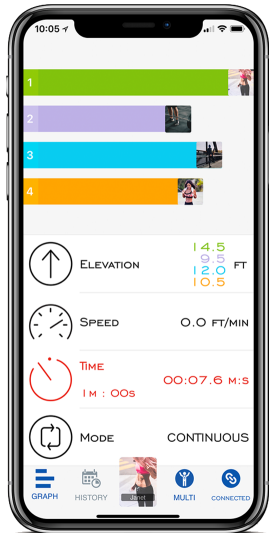 10:05
1
2
3
4
ELEVATION
14.5
9.5
12.0
10.5
FT
SPEED
0.0 FT/MIN
TIME
1M : 00S
00:07.6 M:S
MODE
CONTINUOUS
GRAPH
HISTORY
Janet
MULTI
CONNECTED